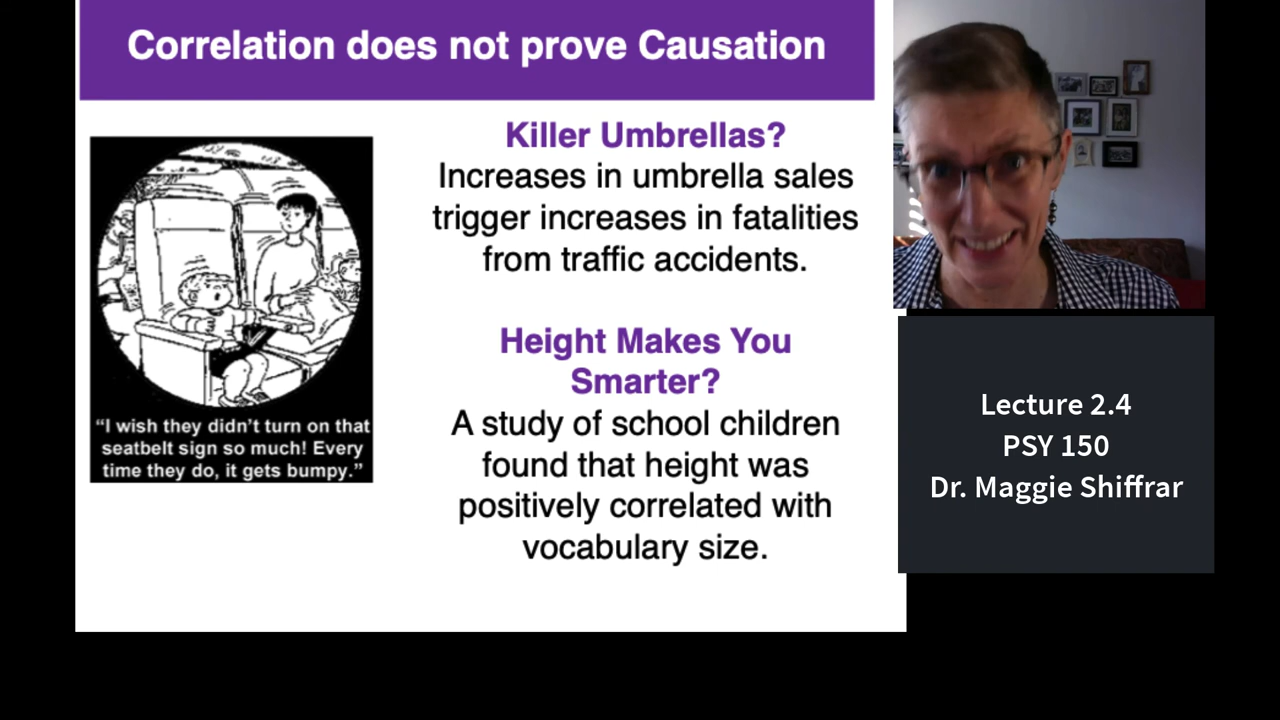 Correlation does not prove Causation
Killer Umbrellas?
Increases in umbrella sales
trigger increases in fatalities
from traffic accidents.
Height Makes You
Smarter?
A study of school children
found that height was
positively correlated with
vocabulary size.
“I wish they didn’t turn on that
seatbelt sign so much! Every
time they do, it gets bumpy.”
Lecture 2.4
PSY 150
Dr. Maggie Shiffrar